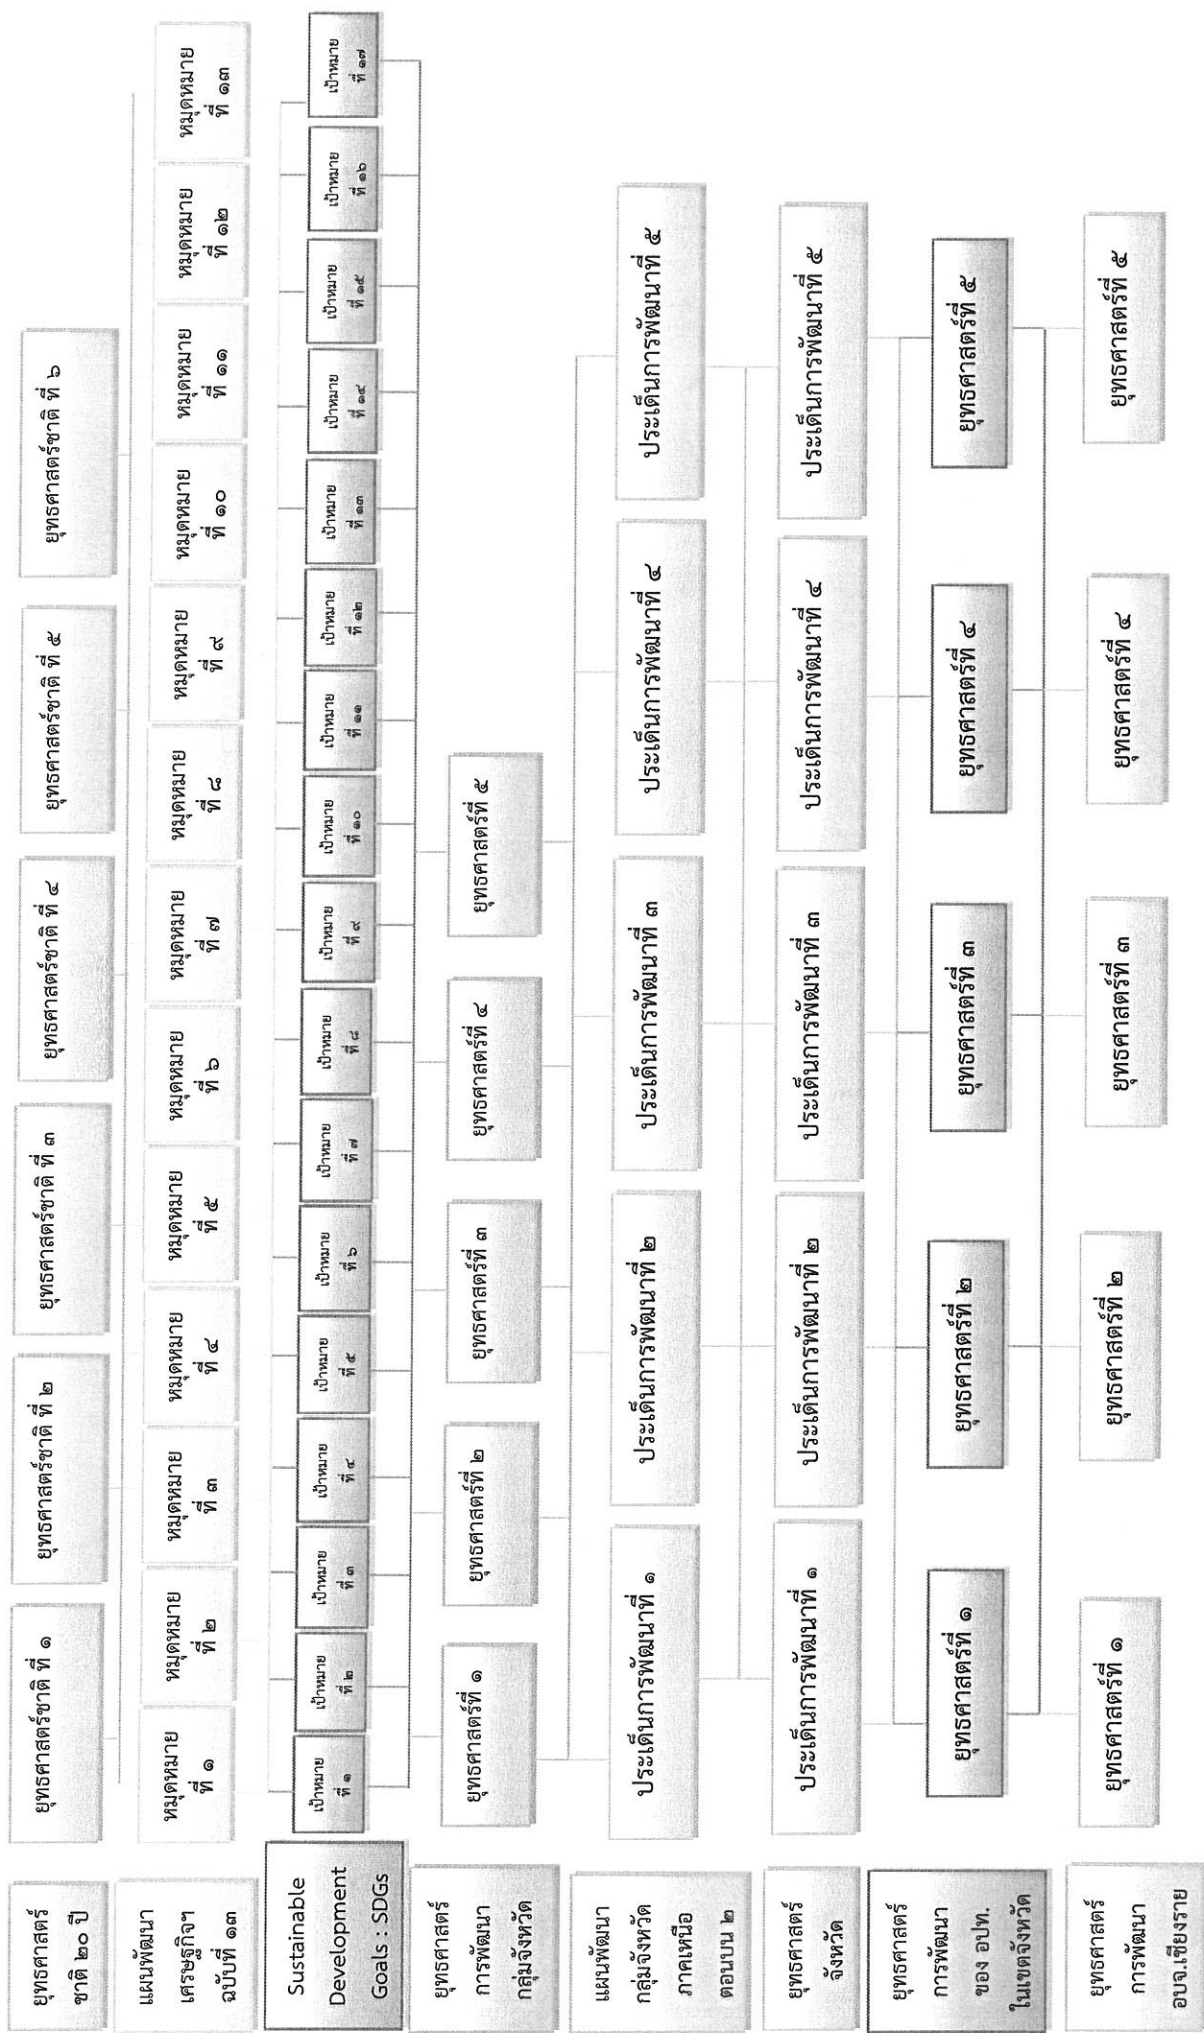 ยุทธศาสตร์
ชาติ ๒๐ ปี
ยุทธศาสตร์ชาติ ที่ ๑
ยุทธศาสตร์ชาติ ที่ ๒
ยุทธศาสตร์ชาติ ที่ ๓
ยุทธศาสตร์ชาติ ที่ ๔
ยุทธศาสตร์ชาติ ที่ ๕
ยุทธศาสตร์ชาติ ที่ ๖
แผนพัฒนา
เศรษฐกิจฯ
ฉบับที่ ๑๓
หมุดหมาย
ที่ ๑
หมุดหมาย
ที่ ๒
หมุดหมาย
ที่ ๓
หมุดหมาย
ที่ ๔
หมุดหมาย
ที่ ๕
หมุดหมาย
ที่ ๖
หมุดหมาย
ที่ ๗
หมุดหมาย
ที่ ๘
หมุดหมาย
ที่ ๙
หมุดหมาย
ที่ ๑๐
หมุดหมาย
ที่ ๑๑
หมุดหมาย
ที่ ๑๒
หมุดหมาย
ที่ ๑๓
Sustainable
Development
Goals : SDGs
เป้าหมาย
ที่ ๑
เป้าหมาย
ที่ ๒
เป้าหมาย
ที่ ๓
เป้าหมาย
ที่ ๔
เป้าหมาย
ที่ ๕
เป้าหมาย
ที่ ๖
เป้าหมาย
ที่ ๗
เป้าหมาย
ที่ ๘
เป้าหมาย
ที่ ๙
เป้าหมาย
ที่ ๑๐
เป้าหมาย
ที่ ๑๑
เป้าหมาย
ที่ ๑๒
เป้าหมาย
ที่ ๑๓
เป้าหมาย
ที่ ๑๔
เป้าหมาย
ที่ ๑๕
เป้าหมาย
ที่ ๑๖
เป้าหมาย
ที่ ๑๗
ยุทธศาสตร์
การพัฒนา
กลุ่มจังหวัด
ยุทธศาสตร์ที่ ๑
ยุทธศาสตร์ที่ ๒
ยุทธศาสตร์ที่ ๓
ยุทธศาสตร์ที่ ๔
ยุทธศาสตร์ที่ ๕
แผนพัฒนา
กลุ่มจังหวัด
ภาคเหนือ
ตอนบน ๒
ประเด็นการพัฒนาที่ ๑
ประเด็นการพัฒนาที่ ๒
ประเด็นการพัฒนาที่ ๓
ประเด็นการพัฒนาที่ ๔
ประเด็นการพัฒนาที่ ๕
ยุทธศาสตร์
จังหวัด
ประเด็นการพัฒนาที่ ๑
ประเด็นการพัฒนาที่ ๒
ประเด็นการพัฒนาที่ ๓
ประเด็นการพัฒนาที่ ๔
ประเด็นการพัฒนาที่ ๕
ยุทธศาสตร์
การพัฒนา
ของ อปท.
ในเขตจังหวัด
ยุทธศาสตร์ที่ ๑
ยุทธศาสตร์ที่ ๒
ยุทธศาสตร์ที่ ๓
ยุทธศาสตร์ที่ ๔
ยุทธศาสตร์ที่ ๕
ยุทธศาสตร์
การพัฒนา
อบจ.เชียงราย
ยุทธศาสตร์ที่ ๑
ยุทธศาสตร์ที่ ๒
ยุทธศาสตร์ที่ ๓
ยุทธศาสตร์ที่ ๔
ยุทธศาสตร์ที่ ๕